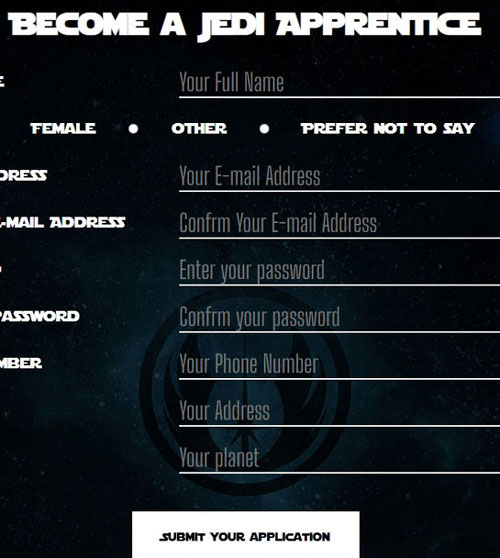 Become a Jedi Apprentice
E Your Full Name
Female Other Prefer not to say
dress Your E-mail Address
-mail Address Confrm Your E-mail Address
Enter your password
Password Confrm your password
mber Your Phone Number
Your Address
Your planet
Submit your application